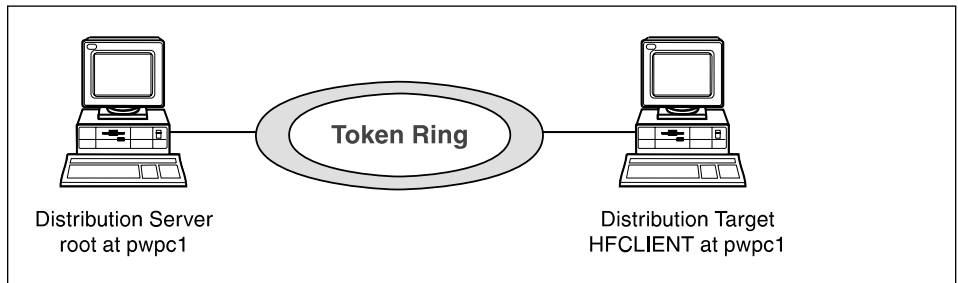 Token Ring
Distribution Server
root at pwpc1
Distribution Target
HFCLIENT at pwpc1